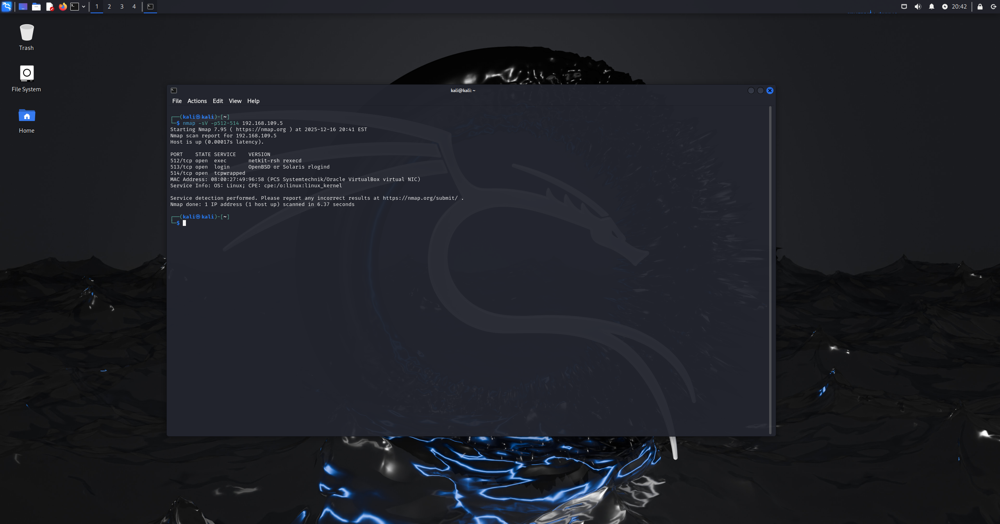 1 2 3 4
20:42
Trash
File System
Home
kali@kali: ~
File Actions Edit View Help
┌──(kali㉿kali)-[~]
└─$ nmap -sV -p512-514 192.168.109.5
Starting Nmap 7.95 ( https://nmap.org ) at 2025-12-16 20:41 EST
Nmap scan report for 192.168.109.5
Host is up (0.00017s latency).
PORT    STATE SERVICE    VERSION
512/tcp open  exec       netkit-rsh rexecd
513/tcp open  login      OpenBSD or Solaris rlogind
514/tcp open  tcpwrapped
MAC Address: 08:00:27:49:96:58 (PCS Systemtechnik/Oracle VirtualBox virtual NIC)
Service Info: OS: Linux; CPE: cpe:/o:linux:linux_kernel
Service detection performed. Please report any incorrect results at https://nmap.org/submit/ .
Nmap done: 1 IP address (1 host up) scanned in 6.37 seconds
┌──(kali㉿kali)-[~]
└─$